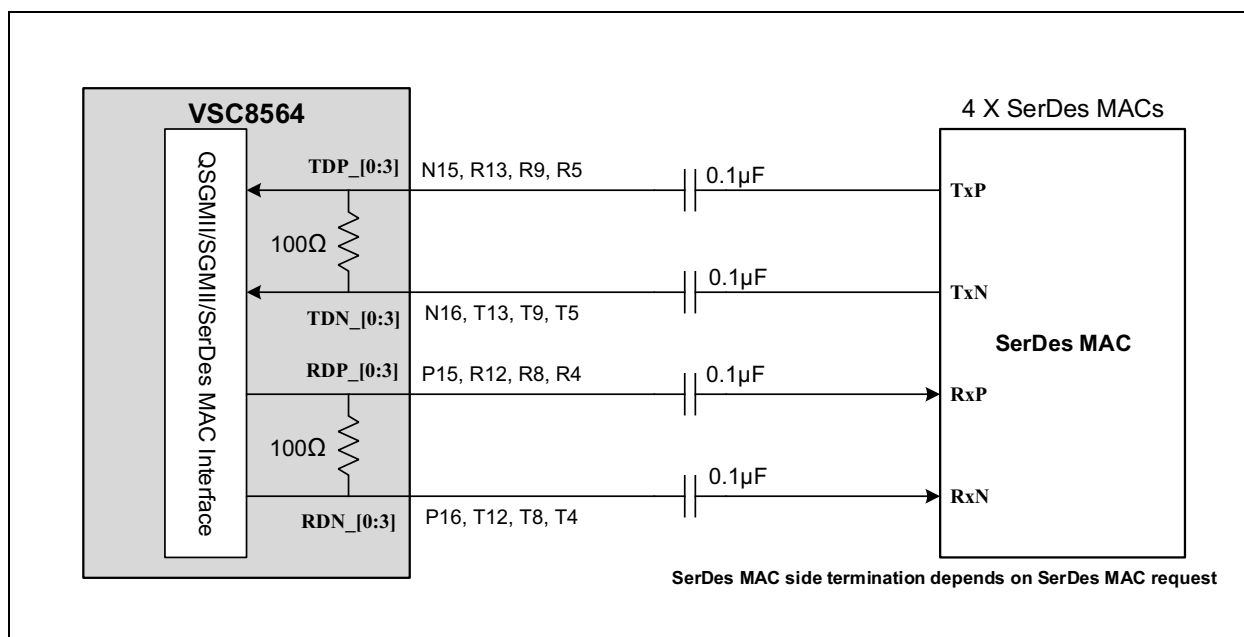 VSC8564
4 X SerDes MACs
QSGMII/SGMII/SerDes MAC Interface
TDP_[0:3]
N15, R13, R9, R5
0.1µF
TxP
100Ω
0.1µF
TxN
TDN_[0:3]
N16, T13, T9, T5
SerDes MAC
RDP_[0:3]
P15, R12, R8, R4
0.1µF
RxP
100Ω
0.1µF
RxN
RDN_[0:3]
P16, T12, T8, T4
SerDes MAC side termination depends on SerDes MAC request